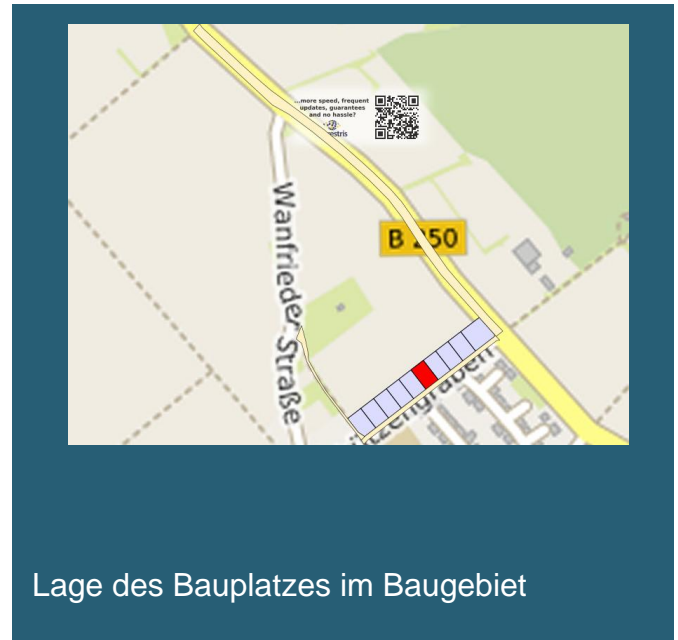 ...more speed, frequent
updates, guarantees
and no hassle?
Wanfrieder Straße
B 250
Lage des Bauplatzes im Baugebiet